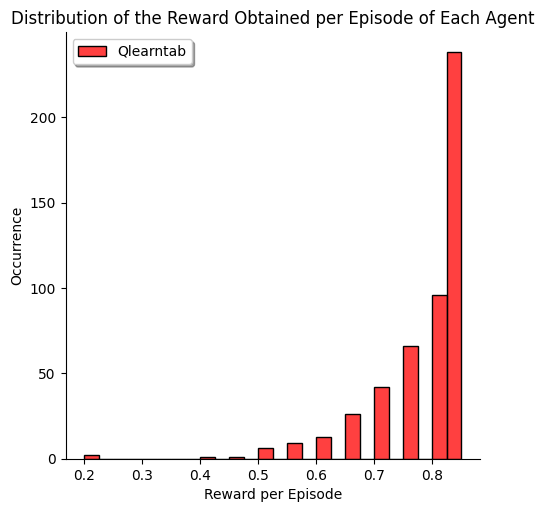 Distribution of the Reward Obtained per Episode of Each Agent
Qlearntab
200
150
100
50
0
Occurrence
0.2 0.3 0.4 0.5 0.6 0.7 0.8
Reward per Episode